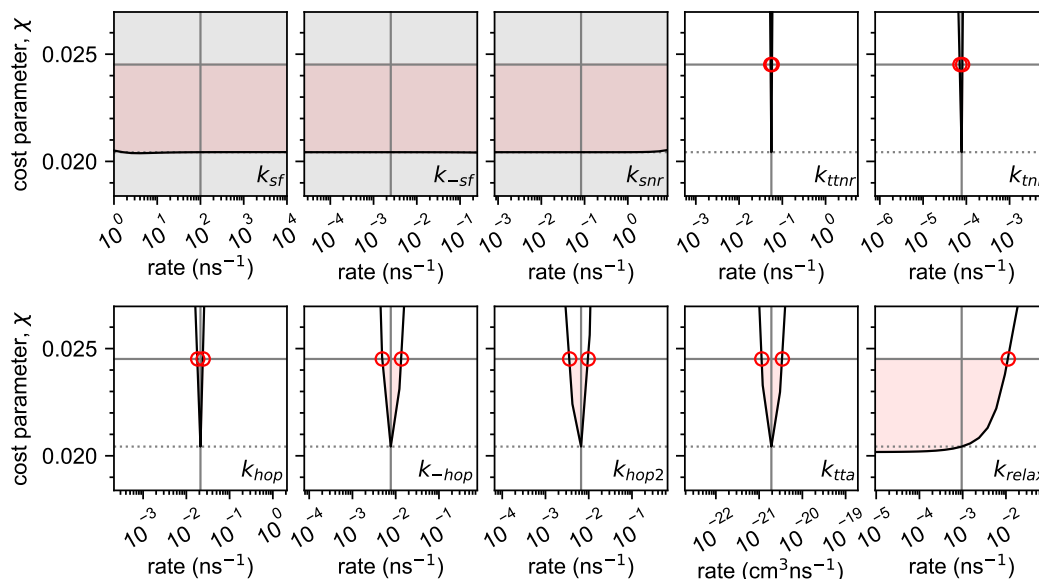 cost parameter, χ
0.025
0.020
k_sf
k_−sf
k_snr
k_ttnr
10^0 10^1 10^2 10^3 10^4
10^−3 10^−2 10^−1
10^−3 10^−2 10^−1 10^0
10^−3 10^−2 10^−1 10^0
10^−6 10^−5 10^−4 10^−3
rate (ns^−1)
rate (ns^−1)
rate (ns^−1)
rate (ns^−1)
rate (ns^−1)
cost parameter, χ
0.025
0.020
k_hop
k_−hop
k_hop2
k_tta
k_relax
10^−3 10^−2 10^−1 10^0
10^−4 10^−3 10^−2 10^−1 10^0
10^−4 10^−3 10^−2 10^−1 10^0
10^−22 10^−21 10^−20 10^−19
10^−5 10^−4 10^−3 10^−2
rate (ns^−1)
rate (ns^−1)
rate (ns^−1)
rate (cm^3ns^−1)
rate (ns^−1)